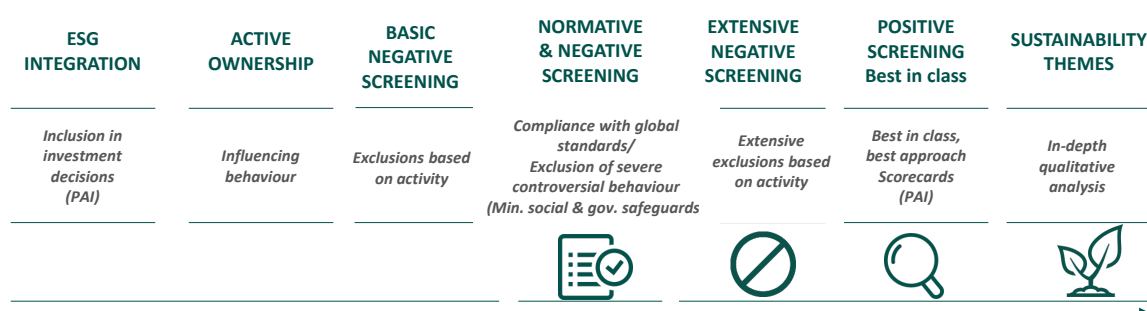 ESG
INTEGRATION
ACTIVE
OWNERSHIP
BASIC
NEGATIVE
SCREENING
NORMATIVE
& NEGATIVE
SCREENING
EXTENSIVE
NEGATIVE
SCREENING
POSITIVE
SCREENING
Best in class
SUSTAINABILITY
THEMES
Inclusion in
investment
decisions
(PAI)
Influencing
behaviour
Exclusions based
on activity
Compliance with global
standards/
Exclusion of severe
controversial behaviour
(Min. social & gov. safeguards
Extensive
exclusions based
on activity
Best in class,
best approach
Scorecards
(PAI)
In-depth
qualitative
analysis